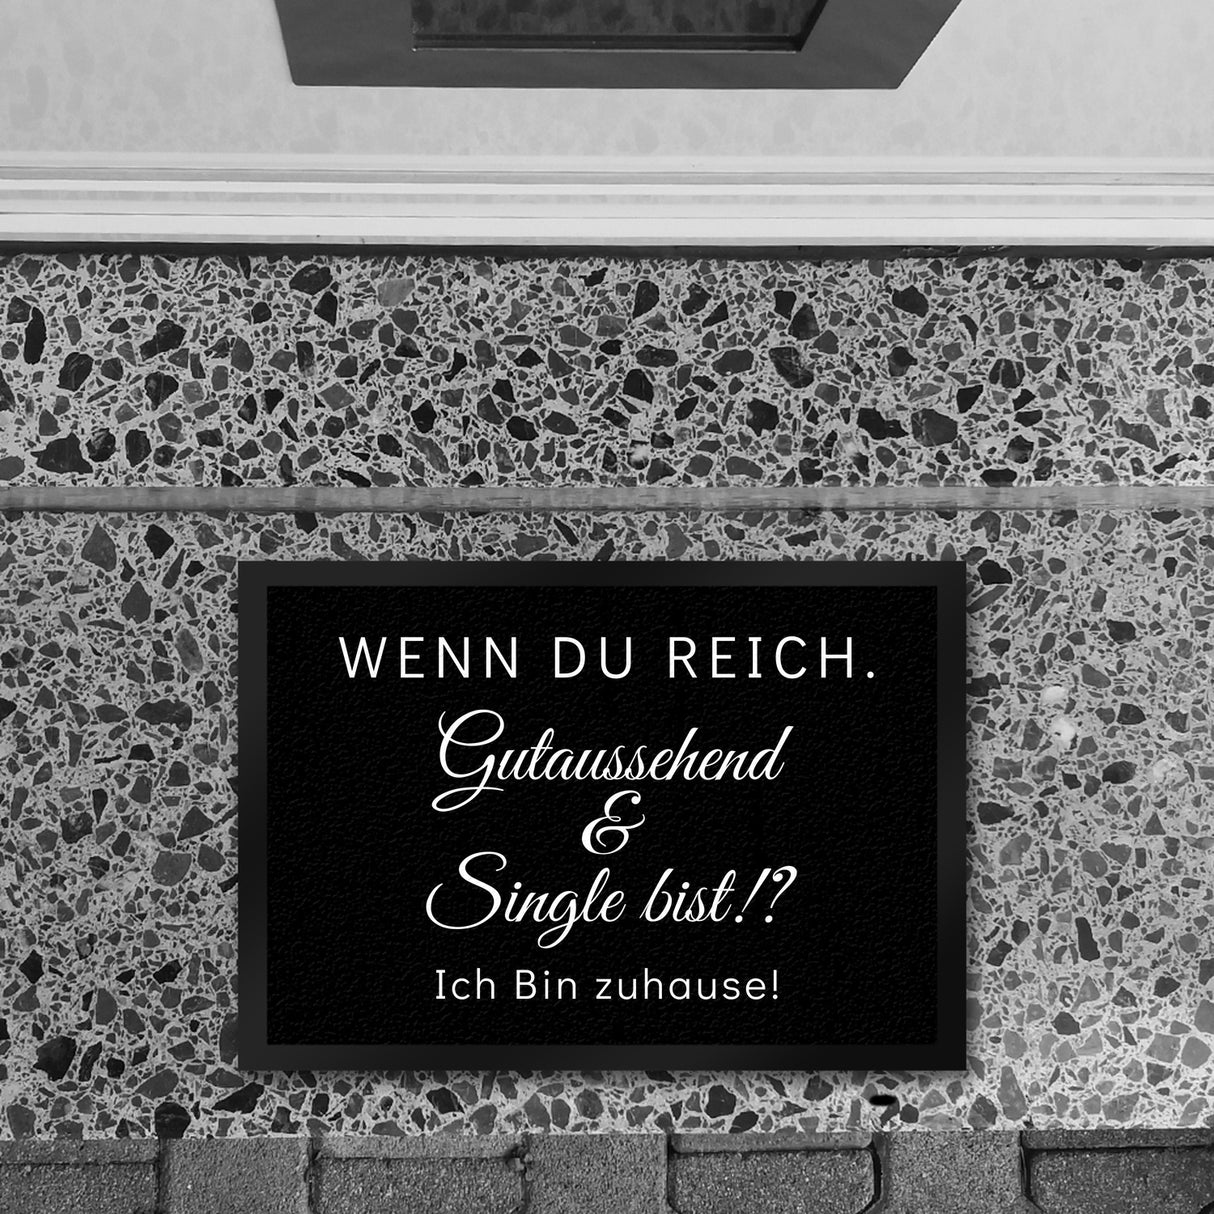 WENN DU REICH.
Gutaussehend
&
Single bist!?
Ich Bin zuhause!